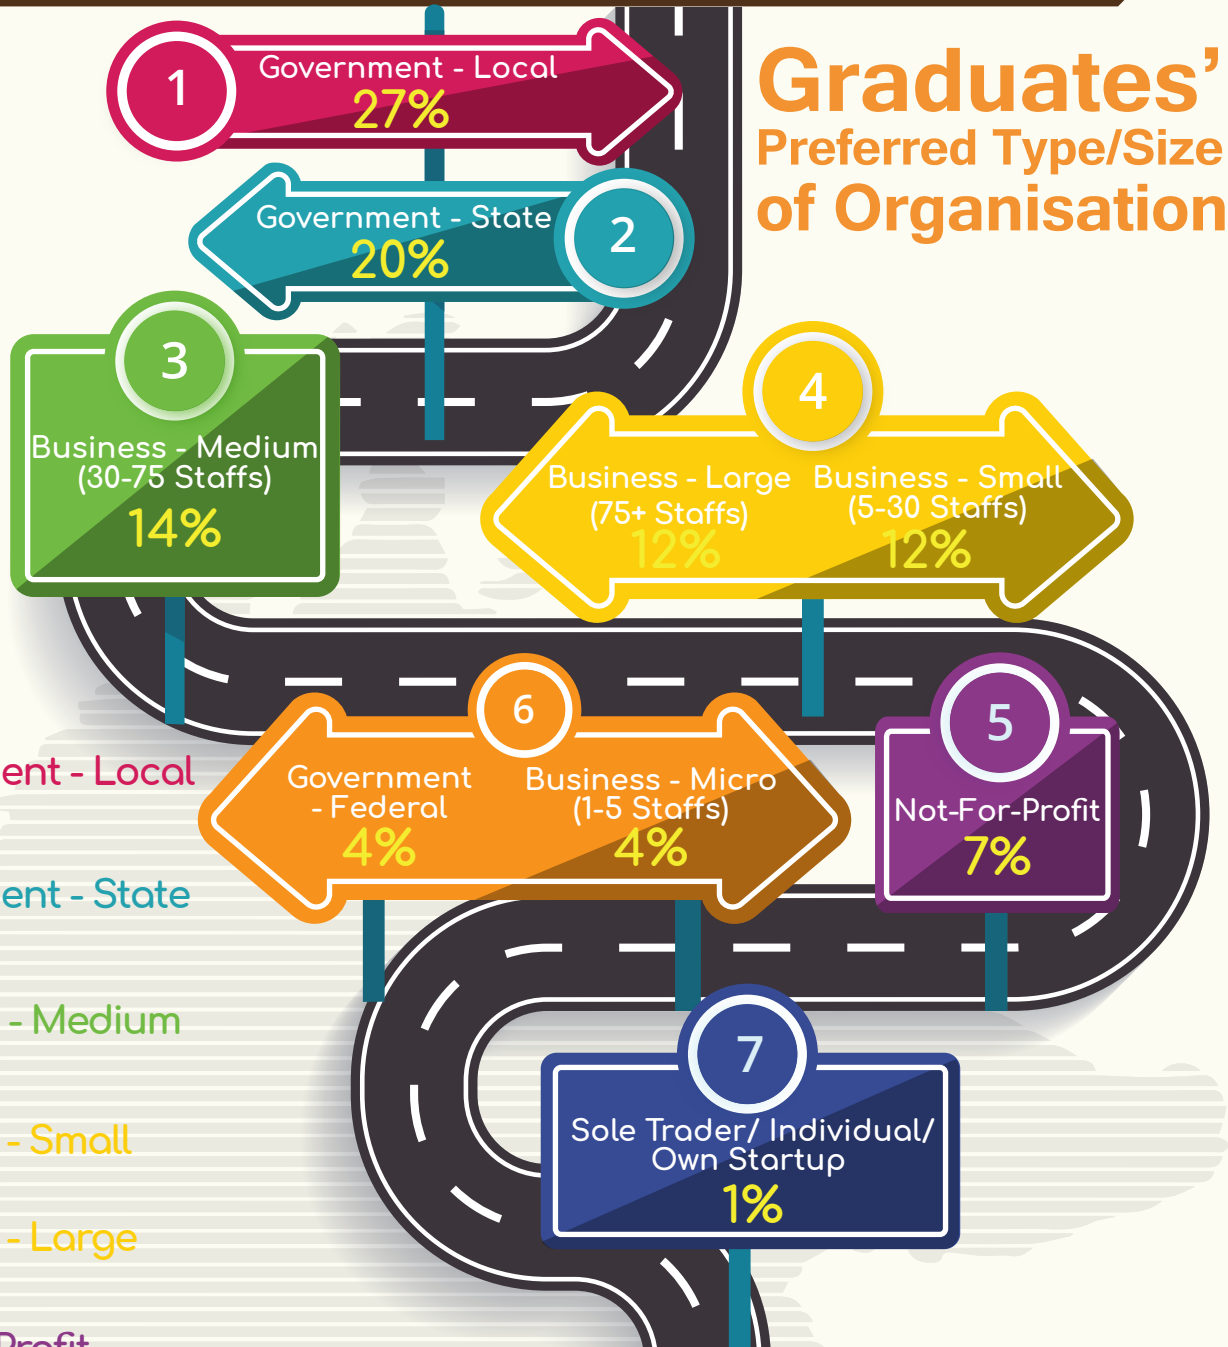 Graduates’
Preferred Type/Size
of Organisation
1
Government - Local
27%
Government - State
20%
2
3
Business - Medium
(30-75 Staffs)
14%
4
Business - Large
(75+ Staffs)
12%
Business - Small
(5-30 Staffs)
12%
6
Government
- Federal
4%
Business - Micro
(1-5 Staffs)
4%
5
Not-For-Profit
7%
7
Sole Trader/ Individual/
Own Startup
1%
ent - Local
ent - State
- Medium
- Small
- Large
Profit